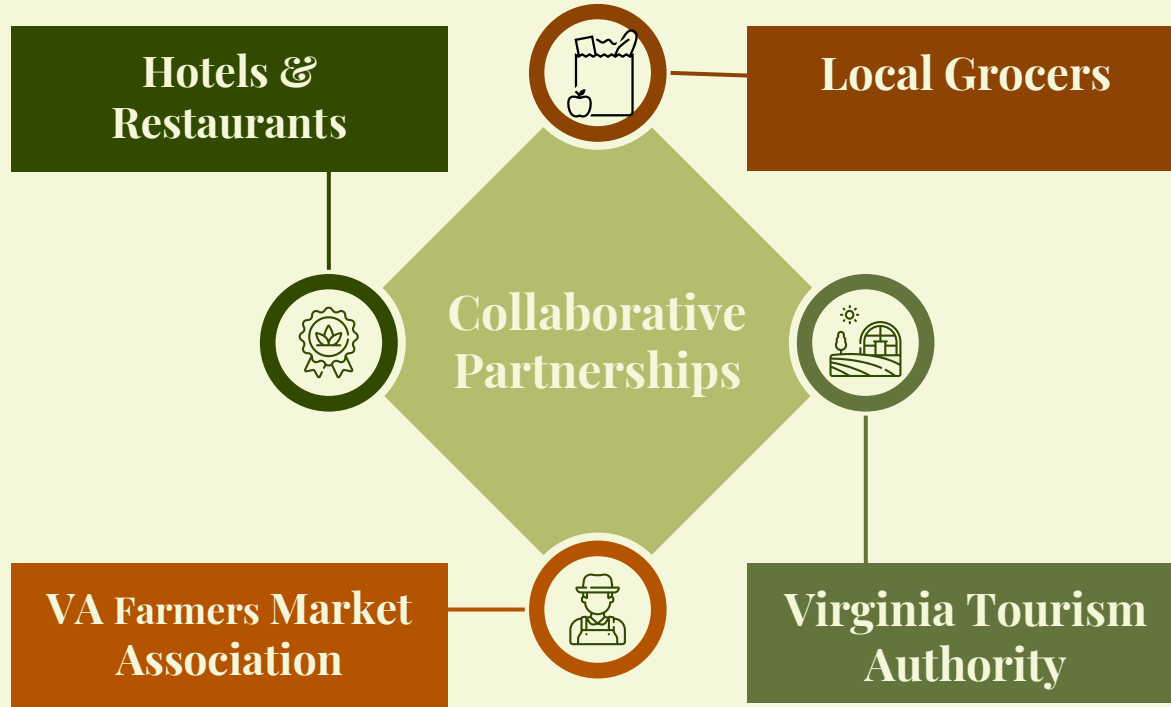 Hotels &
Restaurants
Local Grocers
Collaborative
Partnerships
VA Farmers Market
Association
Virginia Tourism
Authority